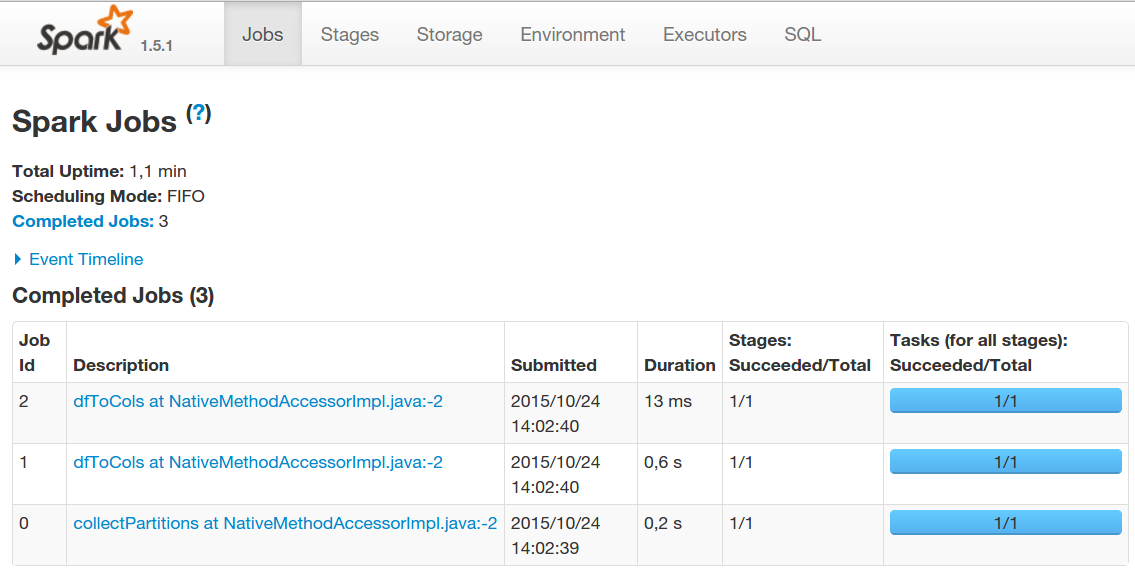 Spark 1.5.1 Jobs Stages Storage Environment Executors SQL
Spark Jobs (?)
Total Uptime: 1,1 min
Scheduling Mode: FIFO
Completed Jobs: 3
Event Timeline
Completed Jobs (3)
Job Id Description Submitted Duration Stages: Succeeded/Total Tasks (for all stages): Succeeded/Total
2 dfToCols at NativeMethodAccessorImpl.java:-2 2015/10/24 14:02:40 13 ms 1/1 1/1
1 dfToCols at NativeMethodAccessorImpl.java:-2 2015/10/24 14:02:40 0,6 s 1/1 1/1
0 collectPartitions at NativeMethodAccessorImpl.java:-2 2015/10/24 14:02:39 0,2 s 1/1 1/1